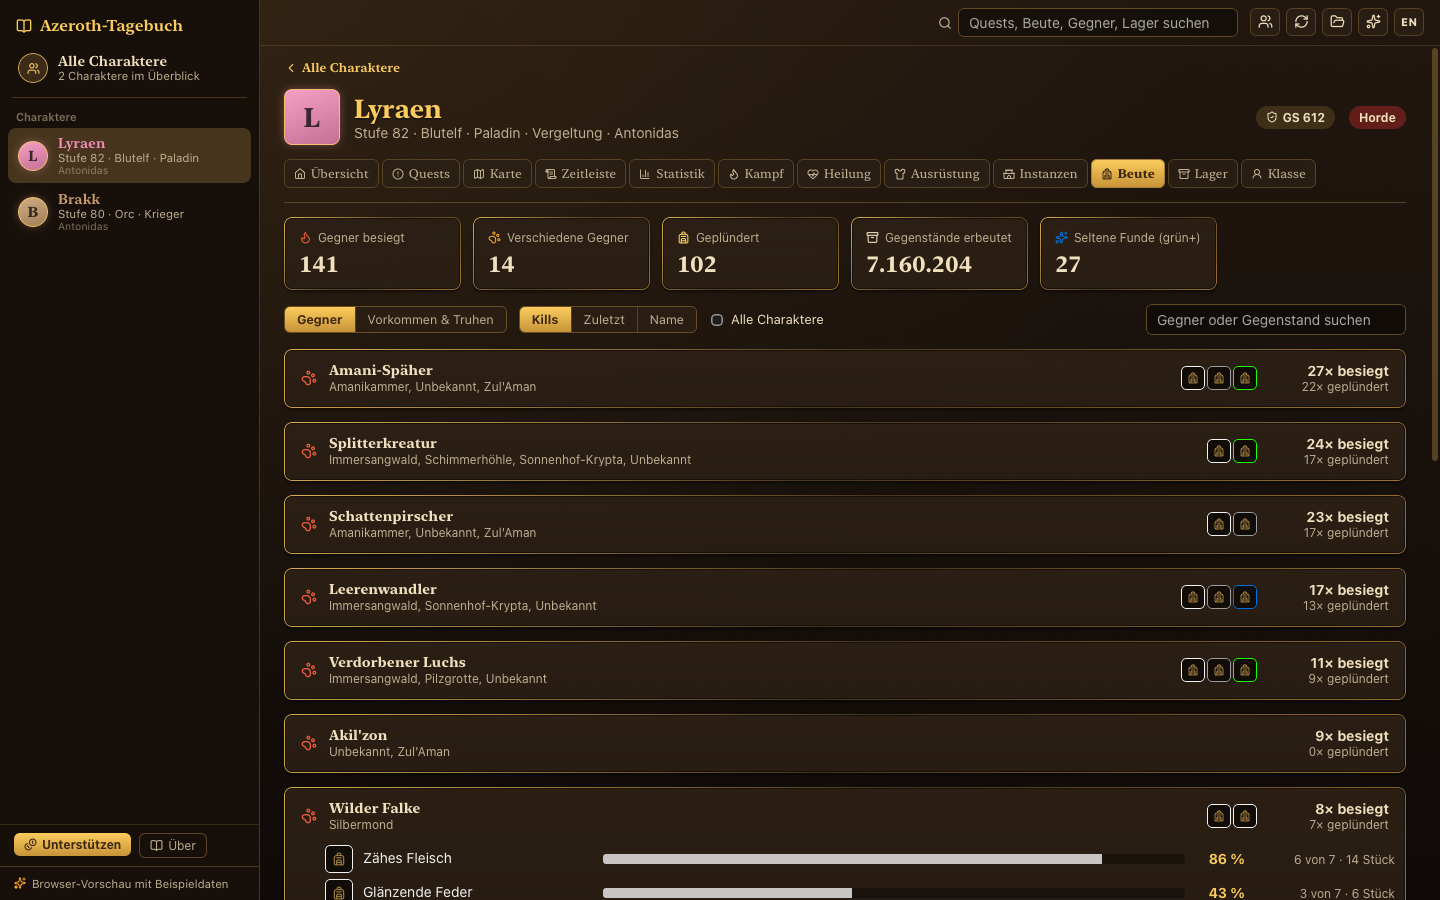 Azeroth-Tagebuch
Alle Charaktere
2 Charaktere im Überblick
Charaktere
L
Lyraen
Stufe 82 · Blutelf · Paladin
Antonidas
B
Brakk
Stufe 80 · Orc · Krieger
Antonidas
Unterstützen
Über
Browser-Vorschau mit Beispieldaten
Quests, Beute, Gegner, Lager suchen
EN
Alle Charaktere
L
Lyraen
Stufe 82 · Blutelf · Paladin · Vergeltung · Antonidas
GS 612
Horde
Übersicht
Quests
Karte
Zeitleiste
Statistik
Kampf
Heilung
Ausrüstung
Instanzen
Beute
Lager
Klasse
Gegner besiegt
141
Verschiedene Gegner
14
Geplündert
102
Gegenstände erbeutet
7.160.204
Seltene Funde (grün+)
27
Gegner
Vorkommen & Truhen
Kills
Zuletzt
Name
Alle Charaktere
Gegner oder Gegenstand suchen
Amani-Späher
Amanikammer, Unbekannt, Zul'Aman
27× besiegt
22× geplündert
Splitterkreatur
Immersangwald, Schimmerhöhle, Sonnenhof-Krypta, Unbekannt
24× besiegt
17× geplündert
Schattenpirscher
Amanikammer, Unbekannt, Zul'Aman
23× besiegt
17× geplündert
Leerenwandler
Immersangwald, Sonnenhof-Krypta, Unbekannt
17× besiegt
13× geplündert
Verdorbener Luchs
Immersangwald, Pilzgrotte, Unbekannt
11× besiegt
9× geplündert
Akil'zon
Unbekannt, Zul'Aman
9× besiegt
0× geplündert
Wilder Falke
Silbermond
8× besiegt
7× geplündert
Zähes Fleisch
86 %
6 von 7 · 14 Stück
Glänzende Feder
43 %
3 von 7 · 6 Stück